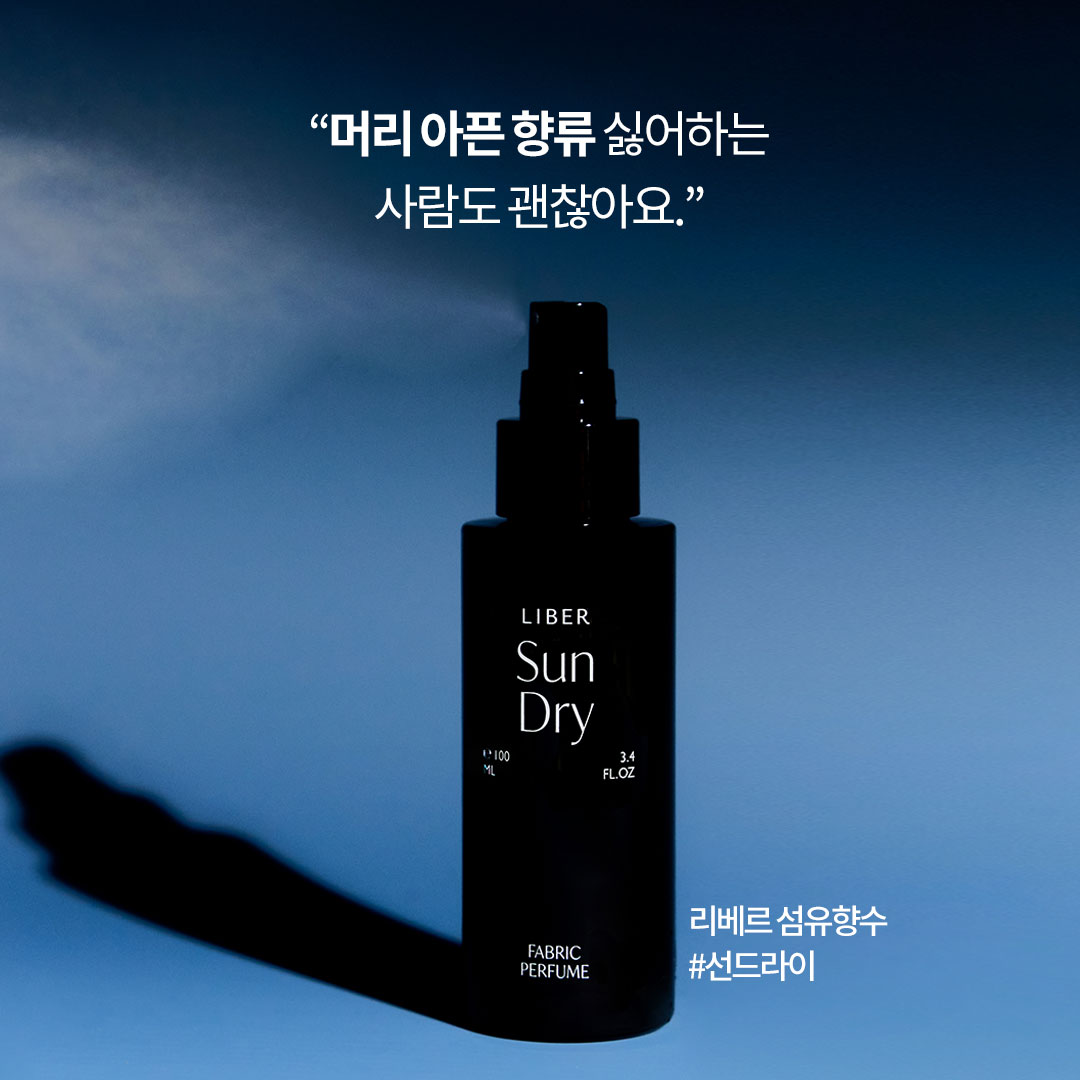 “머리 아픈 향류 싫어하는
사람도 괜찮아요.”
LIBER
Sun
Dry
℮ 100
ML
3.4
FL.OZ
리베르 섬유향수
#선드라이
FABRIC
PERFUME